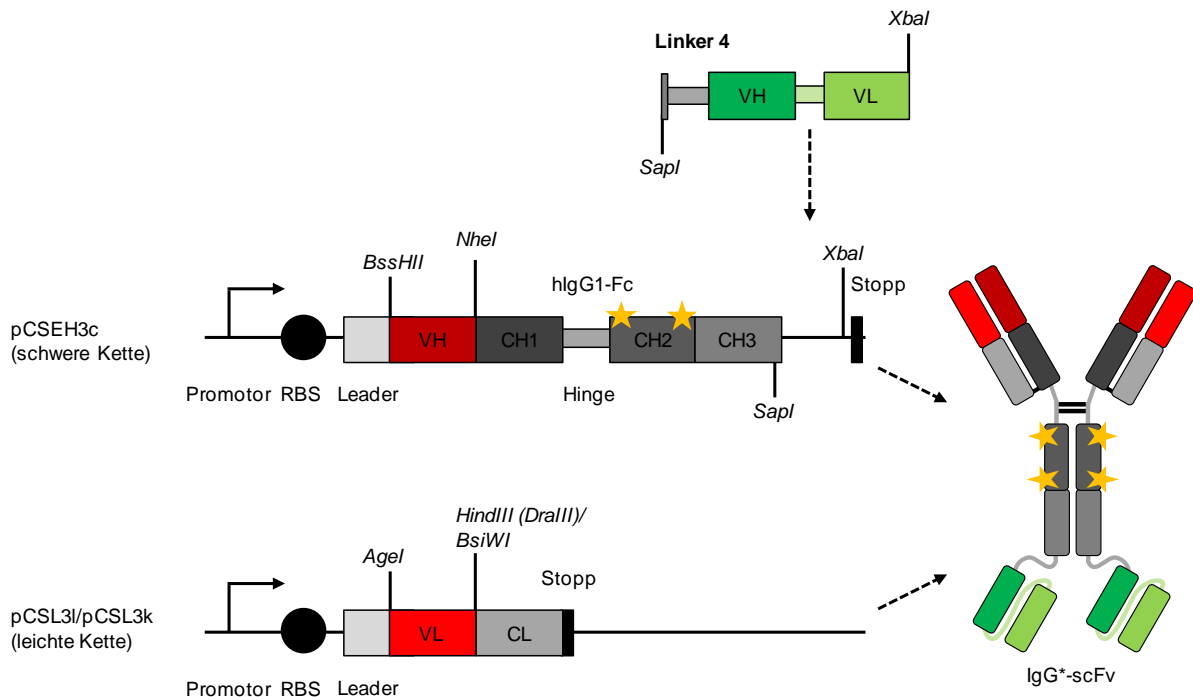 XbaI
Linker 4
VH
VL
SapI
NheI
XbaI
BssHII
hIgG1-Fc
Stopp
pCSEH3c
(schwere Kette)
VH
CH1
CH2
CH3
Promotor RBS Leader
Hinge
SapI
HindIII (DraIII)/
BsiWI
AgeI
Stopp
pCSL3l/pCSL3k
(leichte Kette)
VL
CL
Promotor RBS Leader
IgG*-scFv